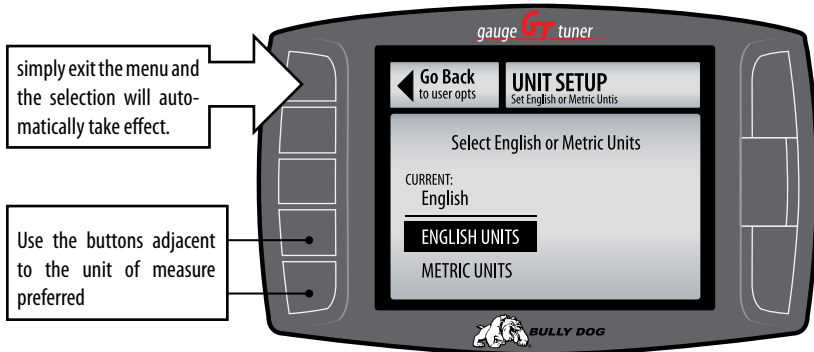 gauge GT tuner
simply exit the menu and
the selection will auto-
matically take effect.
Go Back
to user opts
UNIT SETUP
Set English or Metric Untis
Select English or Metric Units
CURRENT:
English
ENGLISH UNITS
METRIC UNITS
Use the buttons adjacent
to the unit of measure
preferred
BULLY DOG